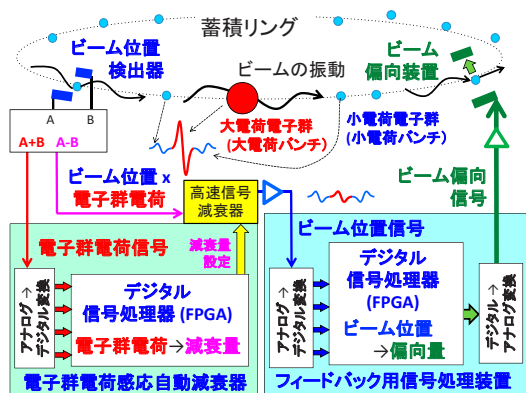 蓄積リング
ビーム位置
検出器
ビームの振動
ビーム
偏向装置
A
B
A+B
A-B
大電荷電子群
(大電荷バンチ)
小電荷電子群
(小電荷バンチ)
ビーム位置 x
電子群電荷
高速信号
減衰器
ビーム偏向
信号
ビーム位置信号
電子群電荷信号
減衰量
設定
アナログ→
デジタル変換
デジタル
信号処理器 (FPGA)
電子群電荷→減衰量
電子群電荷感応自動減衰器
アナログ→
デジタル変換
デジタル
信号処理器
(FPGA)
ビーム位置
→偏向量
デジタル→
アナログ変換
フィードバック用信号処理装置